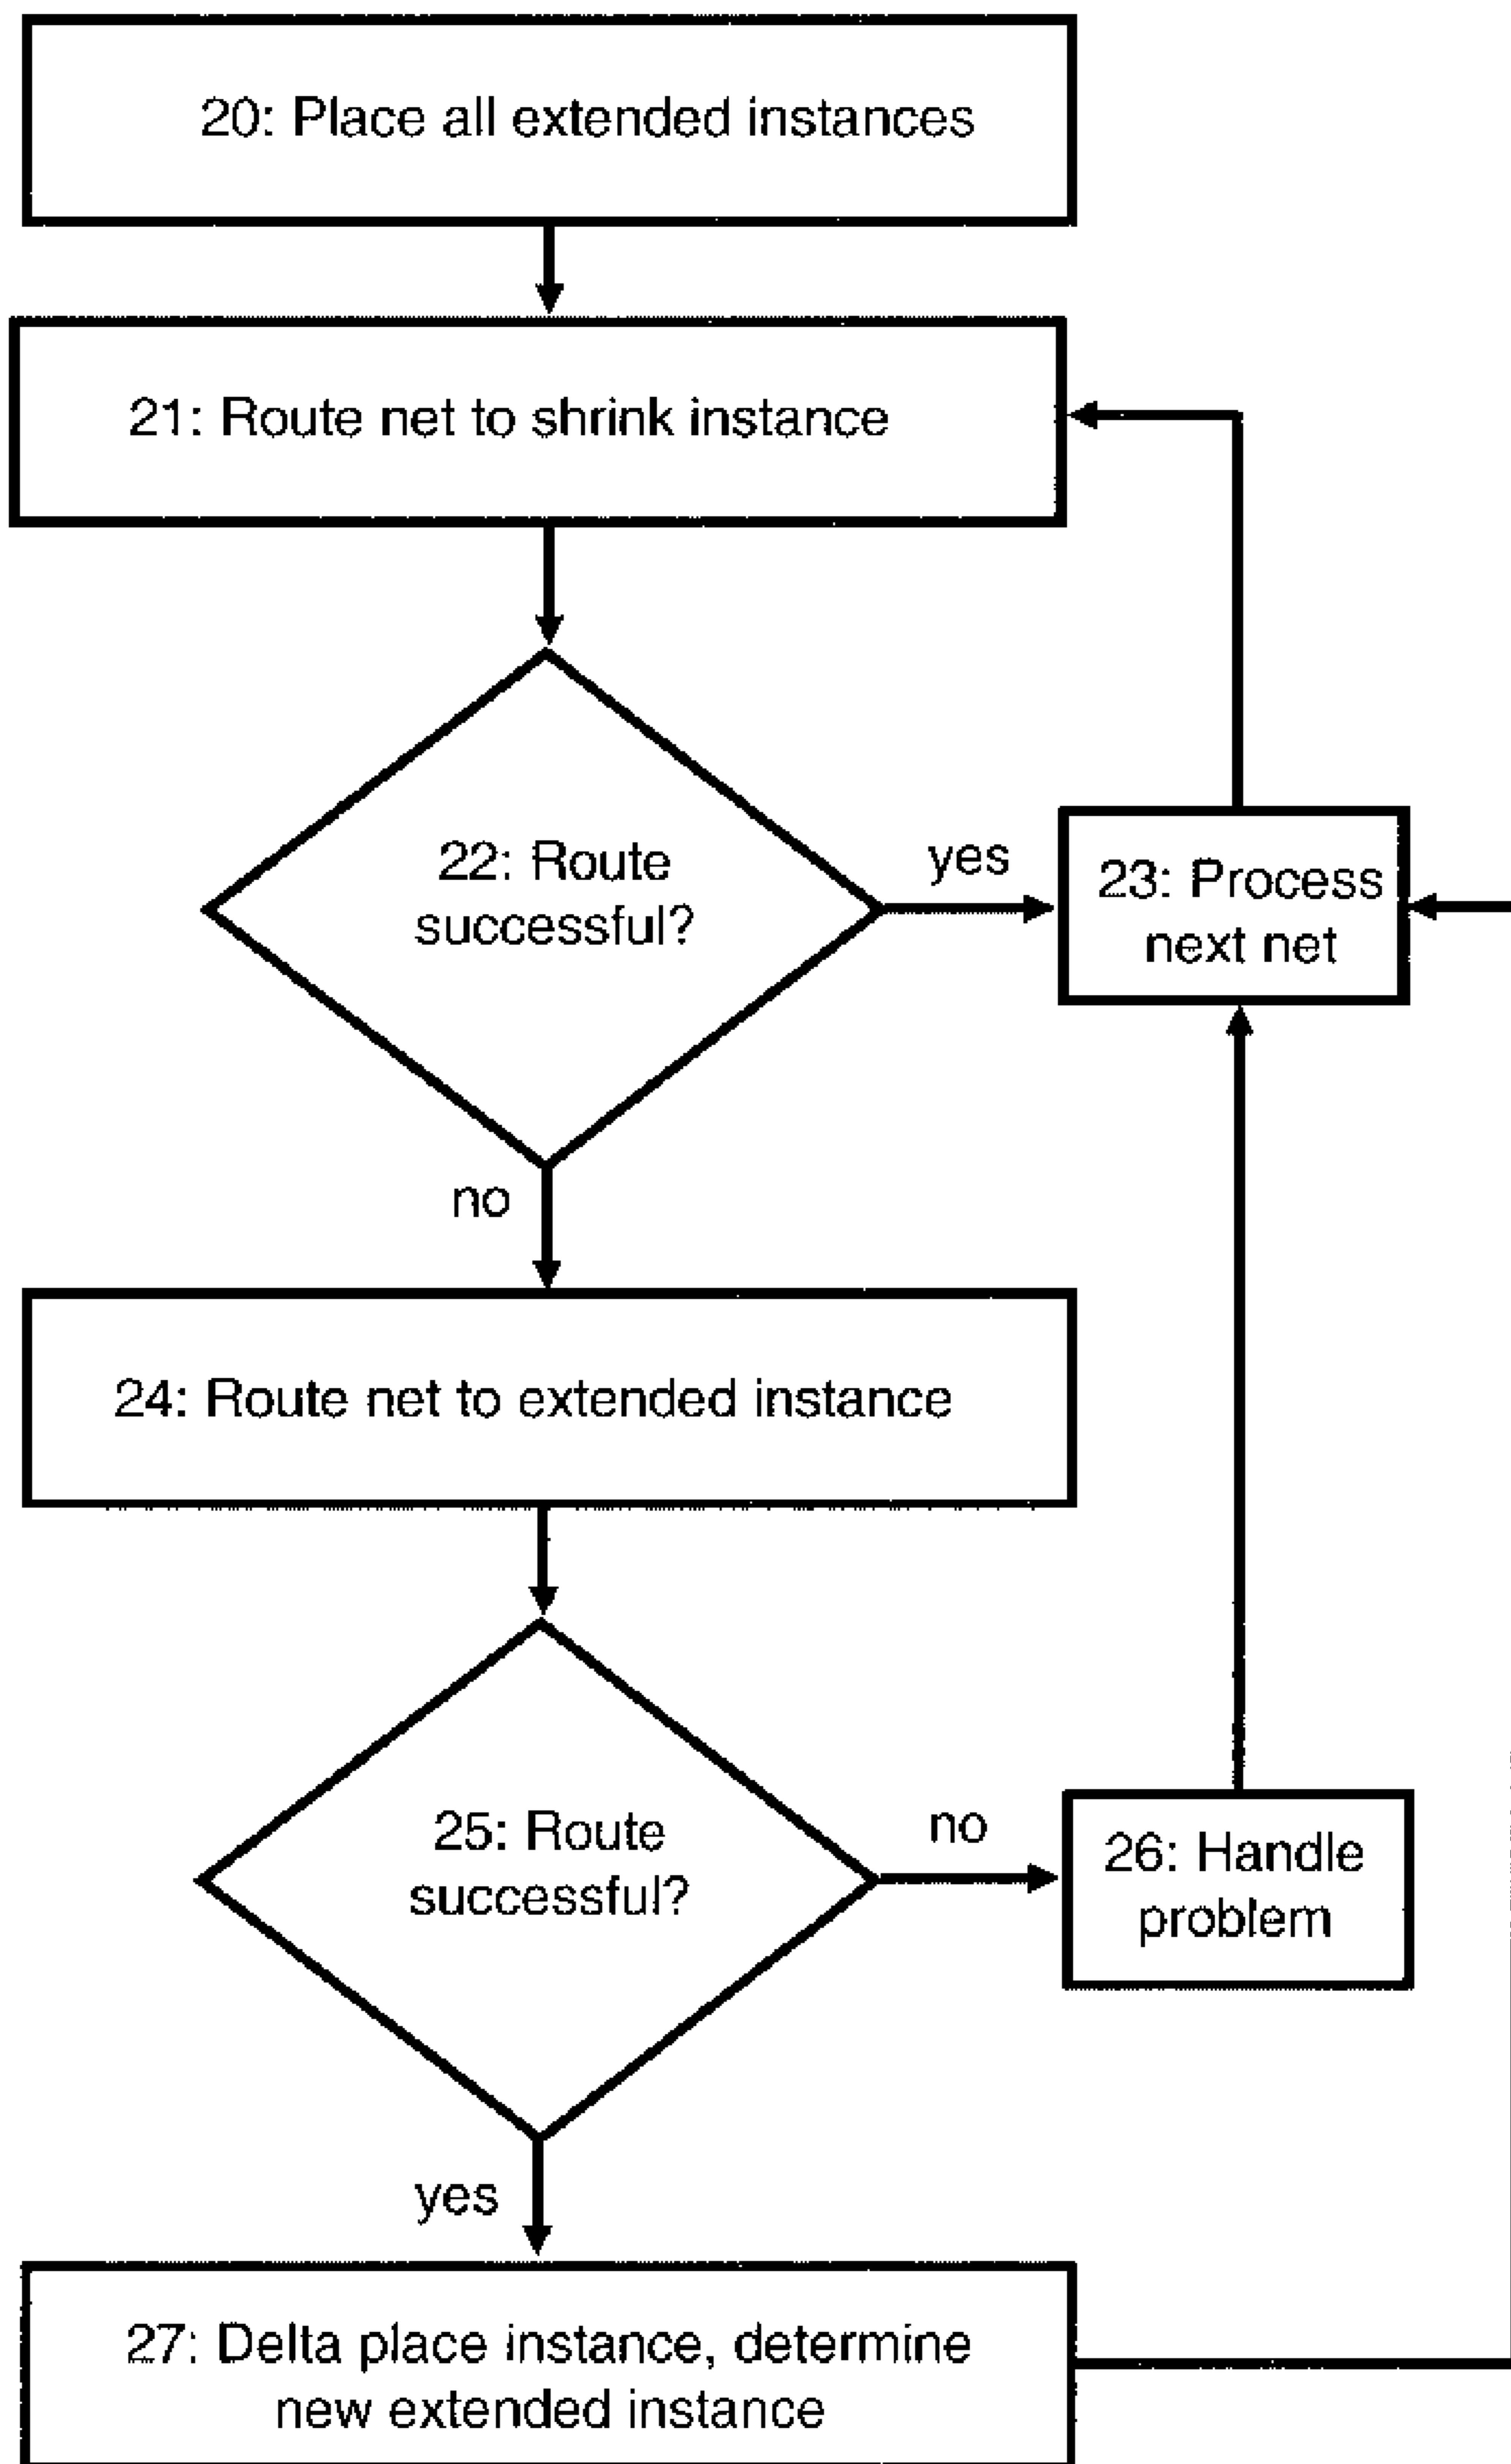 20: Place all extended instances
21: Route net to shrink instance
22: Route
successful?
yes
23: Process
next net
no
24: Route net to extended instance
25: Route
successful?
no
26: Handle
problem
yes
27: Delta place instance, determine
new extended instance